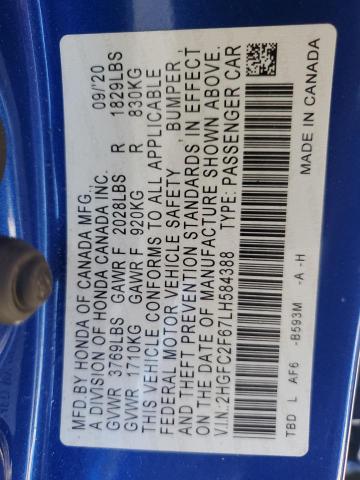 MFD.BY HONDA OF CANADA MFG., 09/20
A DIVISION OF HONDA CANADA INC.
GVWR 3769LBS GAWR F 2028LBS R 1829LBS
GVWR 1710KG GAWR F 920KG R 830KG
THIS VEHICLE CONFORMS TO ALL APPLICABLE
FEDERAL MOTOR VEHICLE SAFETY BUMPER,
AND THEFT PREVENTION STANDARDS IN EFFECT
ON THE DATE OF MANUFACTURE SHOWN ABOVE.
V.I.N.:2HGFC2F67LH584388 TYPE: PASSENGER CAR
TBD L AF6 -B593M -A -H MADE IN CANADA